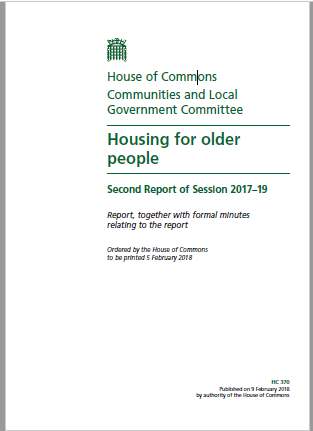 House of Commons
Communities and Local
Government Committee
Housing for older
people
Second Report of Session 2017–19
Report, together with formal minutes
relating to the report
Ordered by the House of Commons
to be printed 5 February 2018
HC 370
Published on 9 February 2018
by authority of the House of Commons